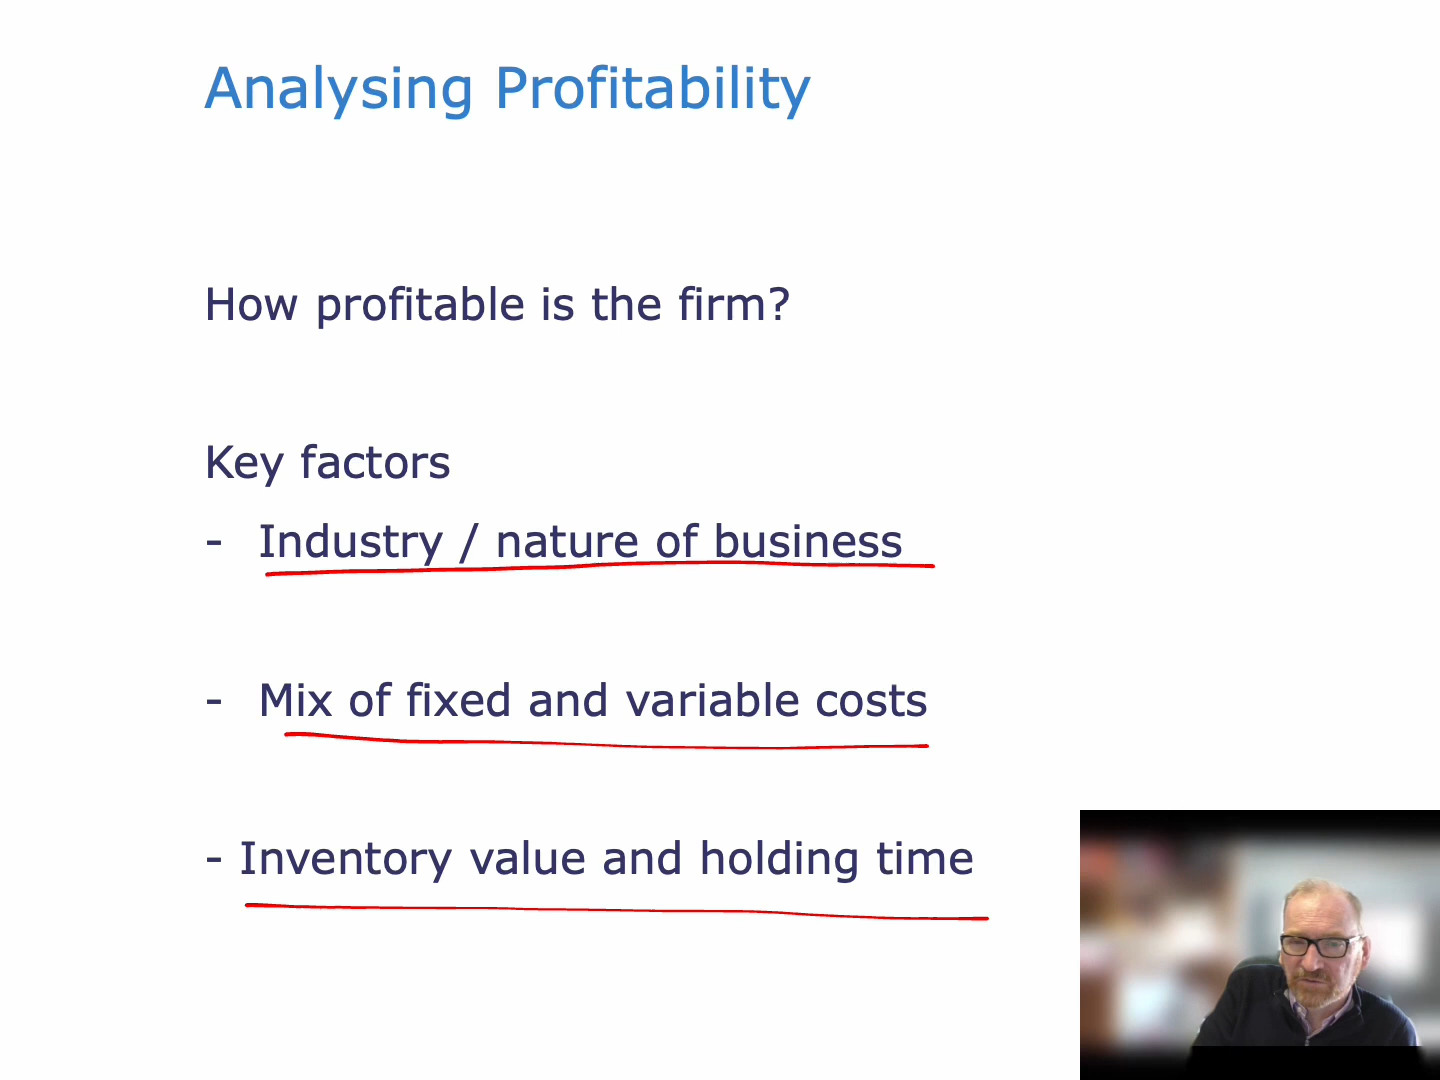 Analysing Profitability
How profitable is the firm?
Key factors
- Industry / nature of business
- Mix of fixed and variable costs
- Inventory value and holding time